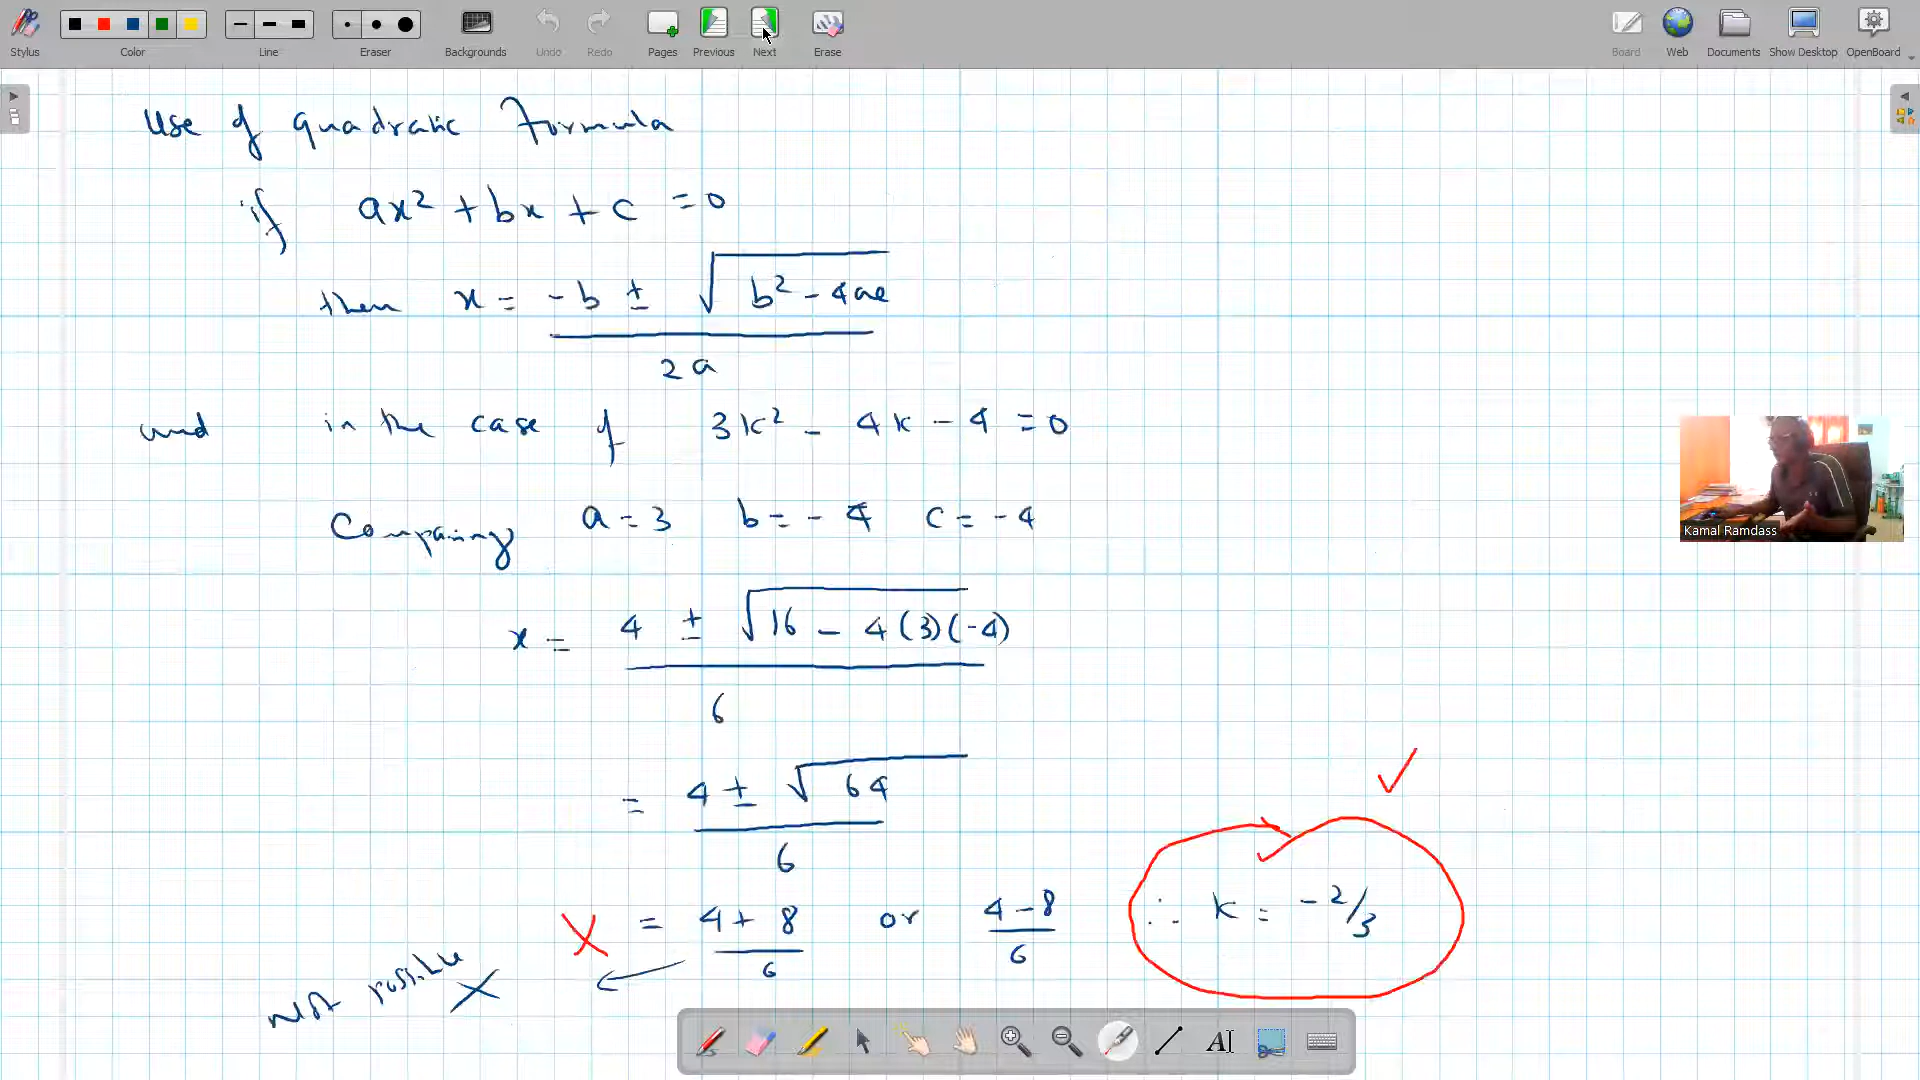 Stylus Color Line Eraser Backgrounds Undo Redo Pages Previous Next Erase Board Web Documents Show Desktop OpenBoard
Use of quadratic formula
if ax² + bx + c = 0
then x = -b ± √(b² - 4ac)
2a
and in the case of 3k² - 4k - 4 = 0
Comparing a = 3 b = -4 c = -4
x = 4 ± √(16 - 4(3)(-4))
6
= 4 ± √64
6
X = 4 + 8 or 4 - 8 ∴ k = -2/3
6 6
Not possible X
Kamal Ramdass
AI